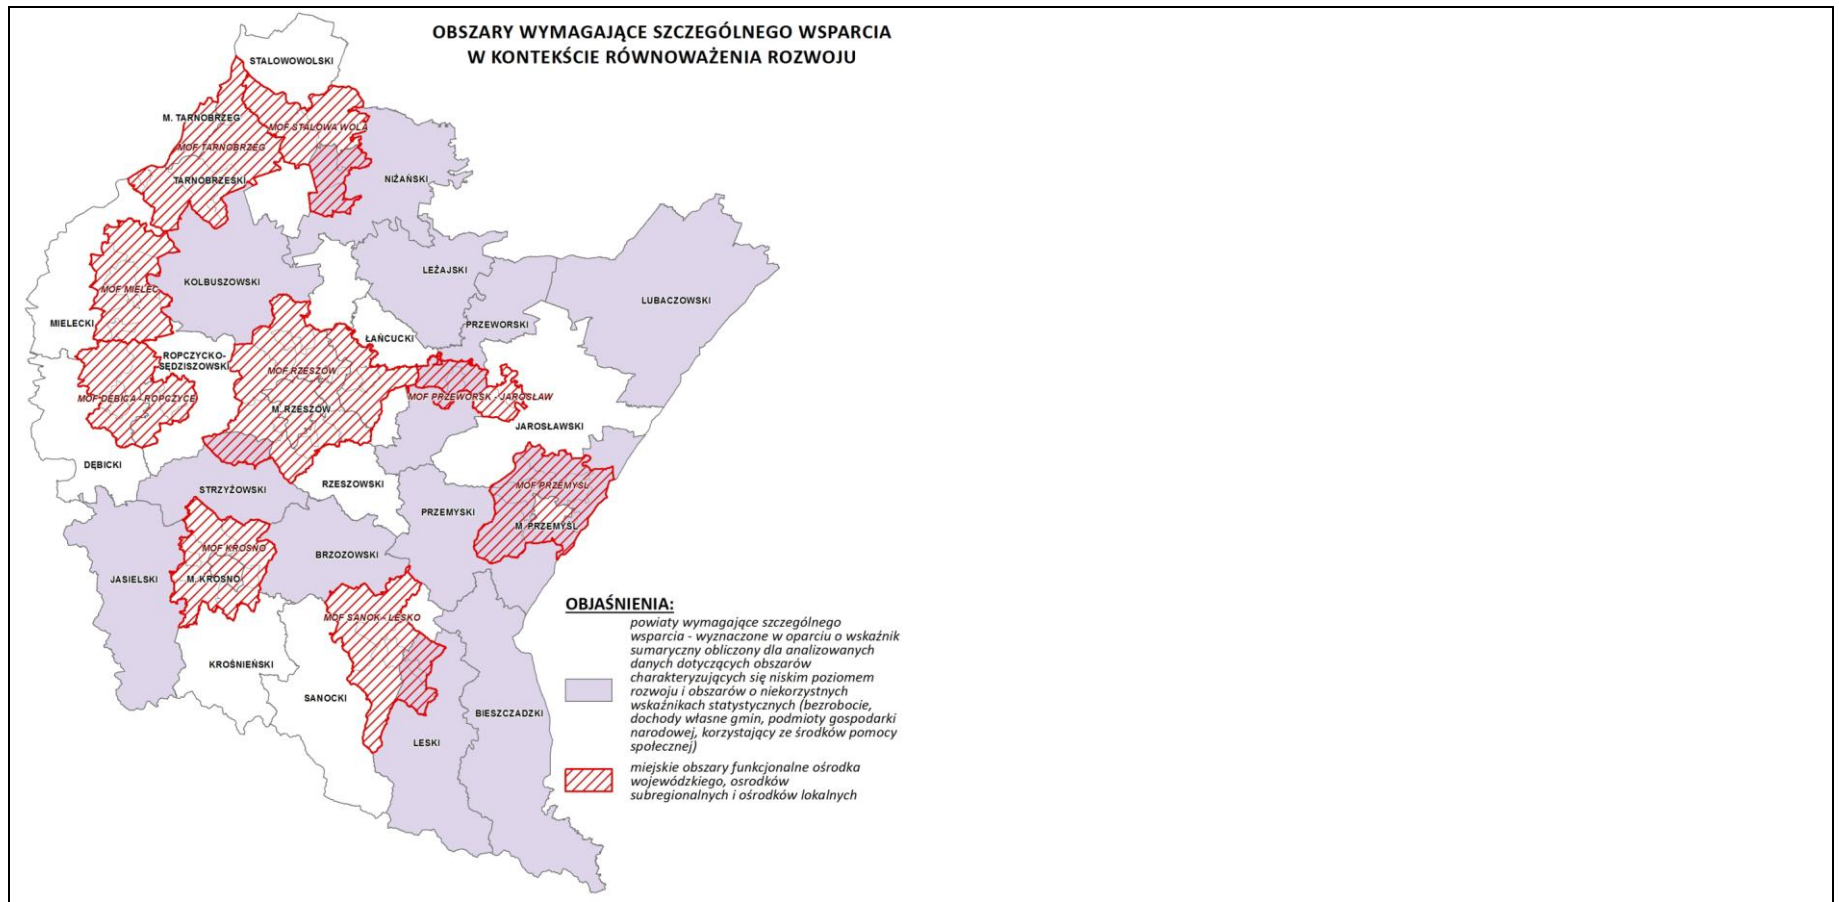 OBSZARY WYMAGAJĄCE SZCZEGÓLNEGO WSPARCIA
W KONTEKŚCIE RÓWNOWAŻENIA ROZWOJU
STALOWOWOLSKI
M. TARNOBRZEG
MOF STALOWA WOLA
MOF TARNOBRZEG
TARNOBRZESKI
NIŻAŃSKI
KOLBUSZOWSKI
LEŻAJSKI
MOF MIELEC
LUBACZOWSKI
MIELECKI
PRZEWORSKI
ŁAŃCUCKI
ROPCZYCKO-
SĘDZISZOWSKI
MOF RZESZÓW
MOF DĘBICA - ROPCZYCE
MOF PRZEWORSK - JAROSŁAW
M. RZESZÓW
JAROSŁAWSKI
DĘBICKI
RZESZOWSKI
MOF PRZEMYŚL
STRZYŻOWSKI
PRZEMYSKI
M. PRZEMYŚL
MOF KROSNO
BRZOZOWSKI
JASIELSKI
M. KROSNO
MOF SANOK - LESKO
KROŚNIEŃSKI
SANOCKI
BIESZCZADZKI
LESKI
OBJAŚNIENIA:
powiaty wymagające szczególnego
wsparcia - wyznaczone w oparciu o wskaźnik
sumaryczny obliczony dla analizowanych
danych dotyczących obszarów
charakteryzujących się niskim poziomem
rozwoju i obszarów o niekorzystnych
wskaźnikach statystycznych (bezrobocie,
dochody własne gmin, podmioty gospodarki
narodowej, korzystający ze środków pomocy
społecznej)
miejskie obszary funkcjonalne ośrodka
wojewódzkiego, osrodków
subregionalnych i ośrodków lokalnych